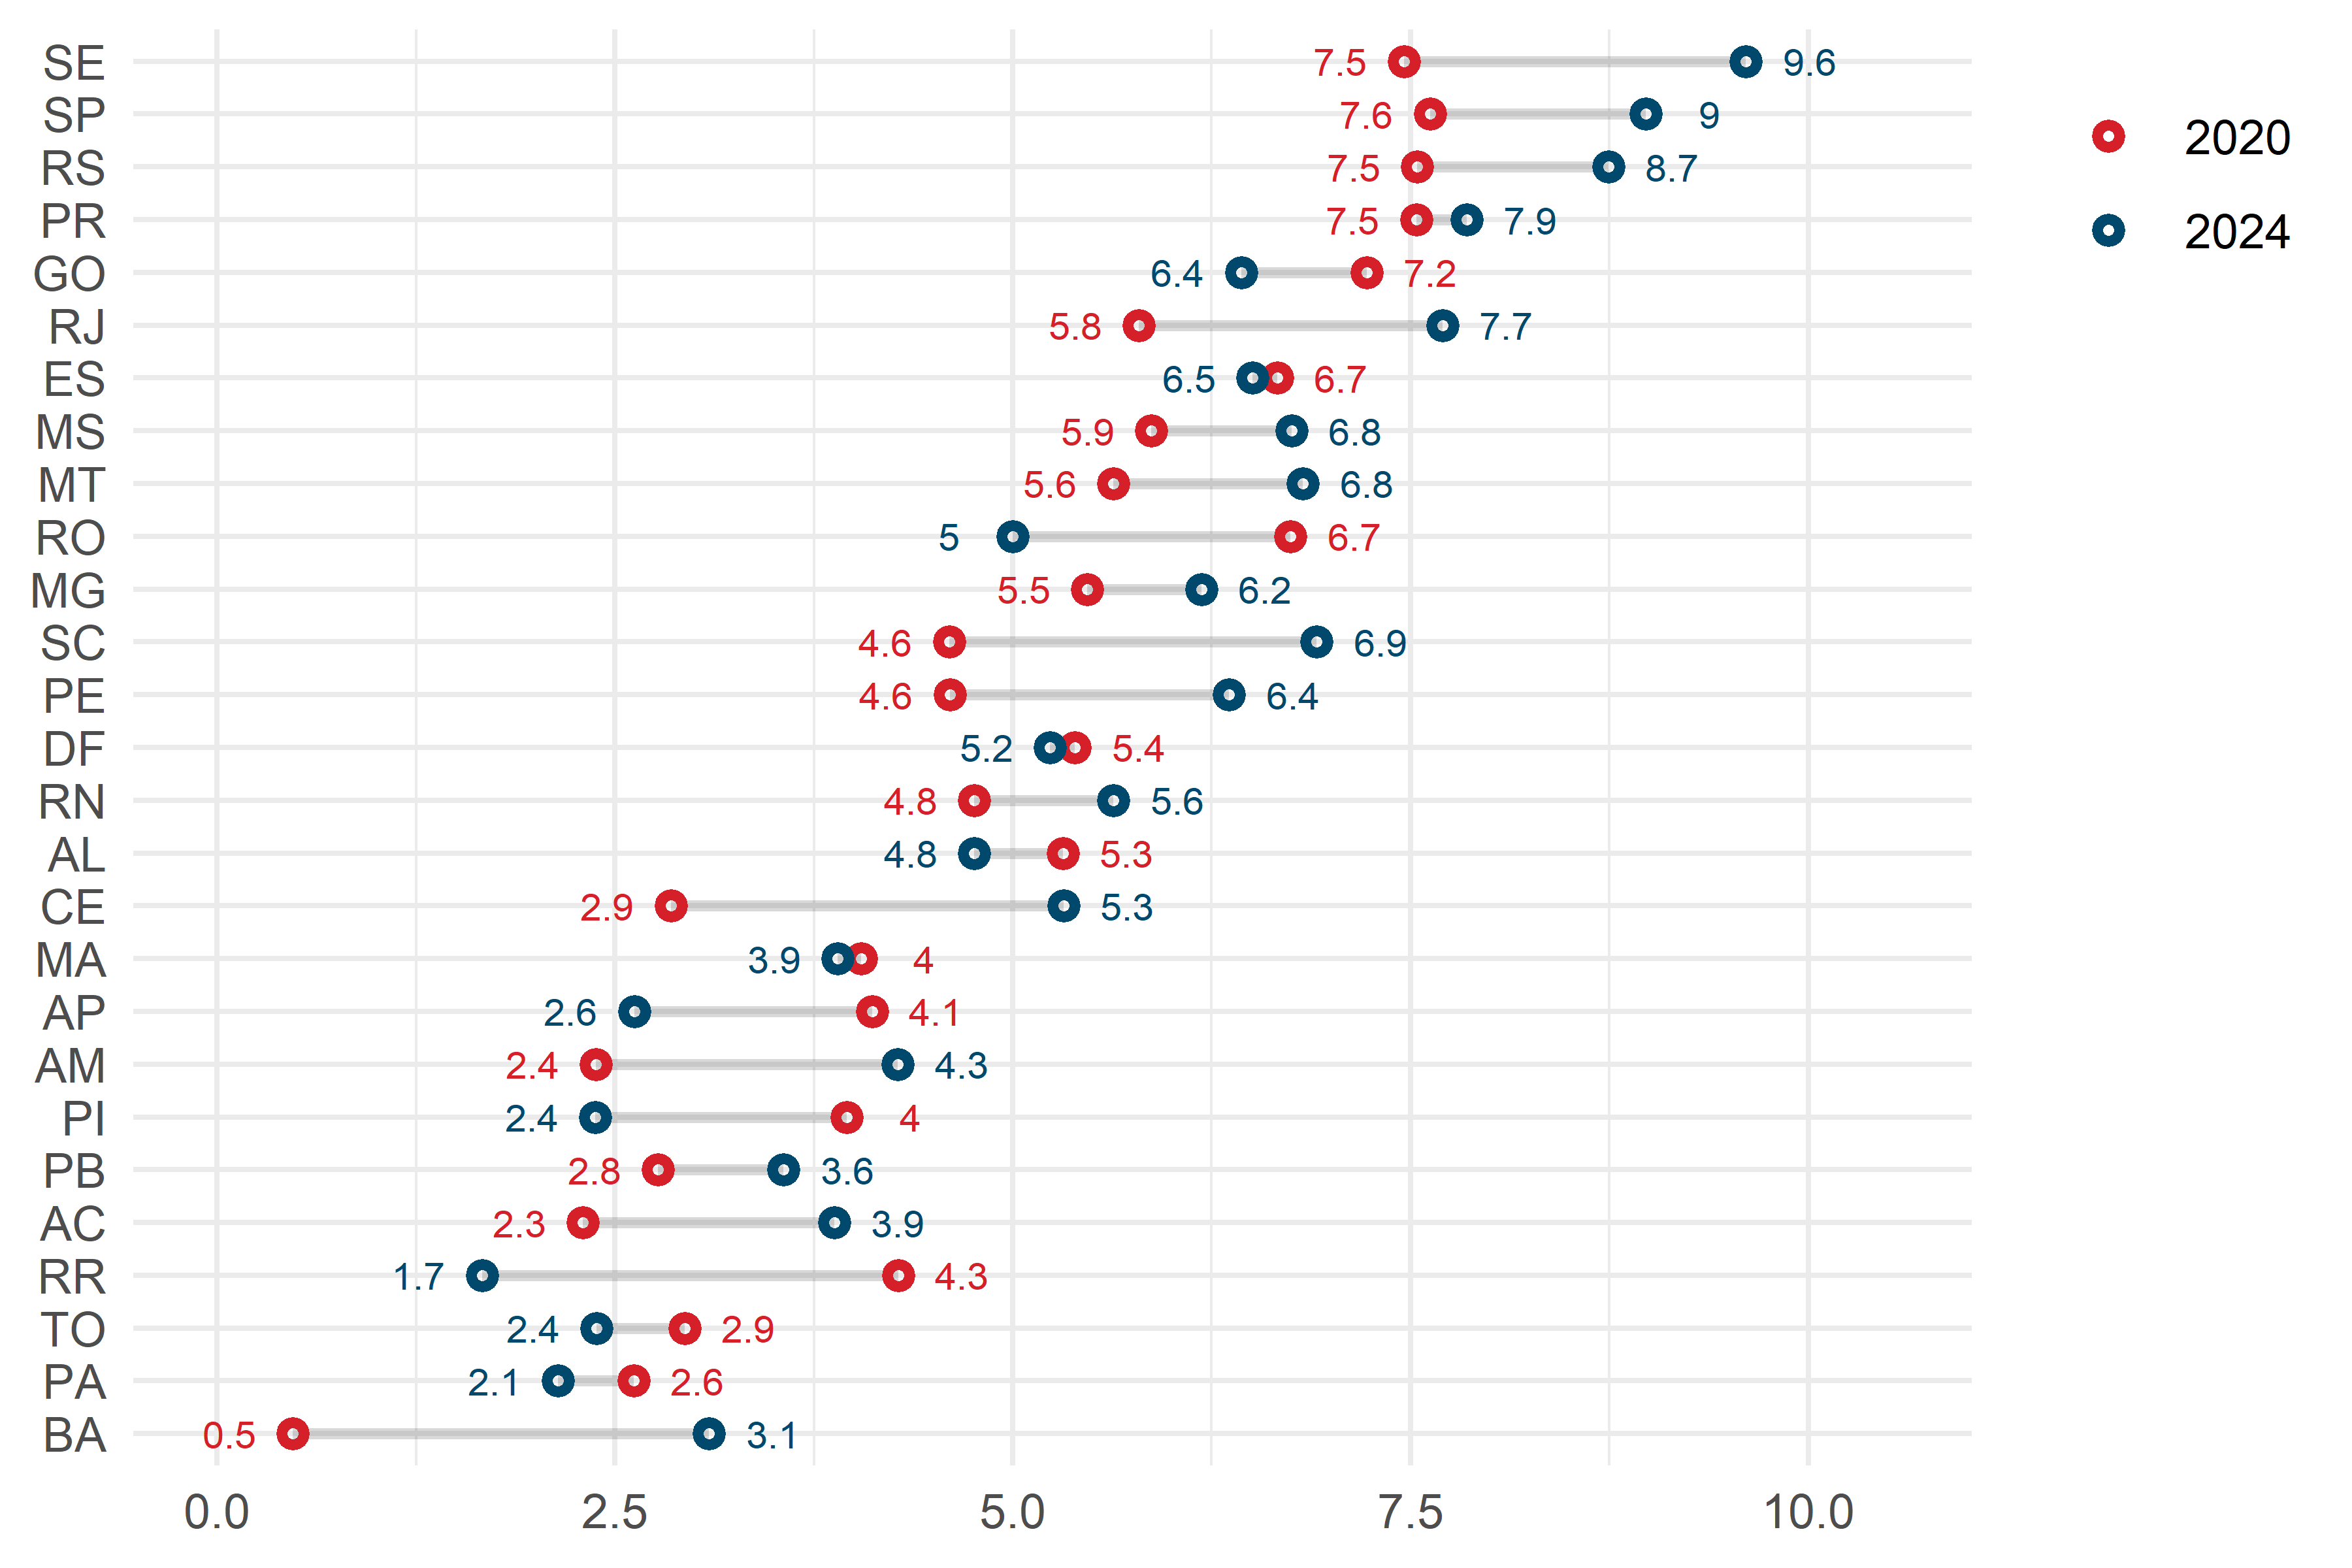 SE 7.5 9.6
SP 7.6 9
2020
RS 7.5 8.7
PR 7.5 7.9
2024
GO 6.4 7.2
RJ 5.8 7.7
ES 6.5 6.7
MS 5.9 6.8
MT 5.6 6.8
RO 5 6.7
MG 5.5 6.2
SC 4.6 6.9
PE 4.6 6.4
DF 5.2 5.4
RN 4.8 5.6
AL 4.8 5.3
CE 2.9 5.3
MA 3.9 4
AP 2.6 4.1
AM 2.4 4.3
PI 2.4 4
PB 2.8 3.6
AC 2.3 3.9
RR 1.7 4.3
TO 2.4 2.9
PA 2.1 2.6
BA 0.5 3.1
0.0 2.5 5.0 7.5 10.0